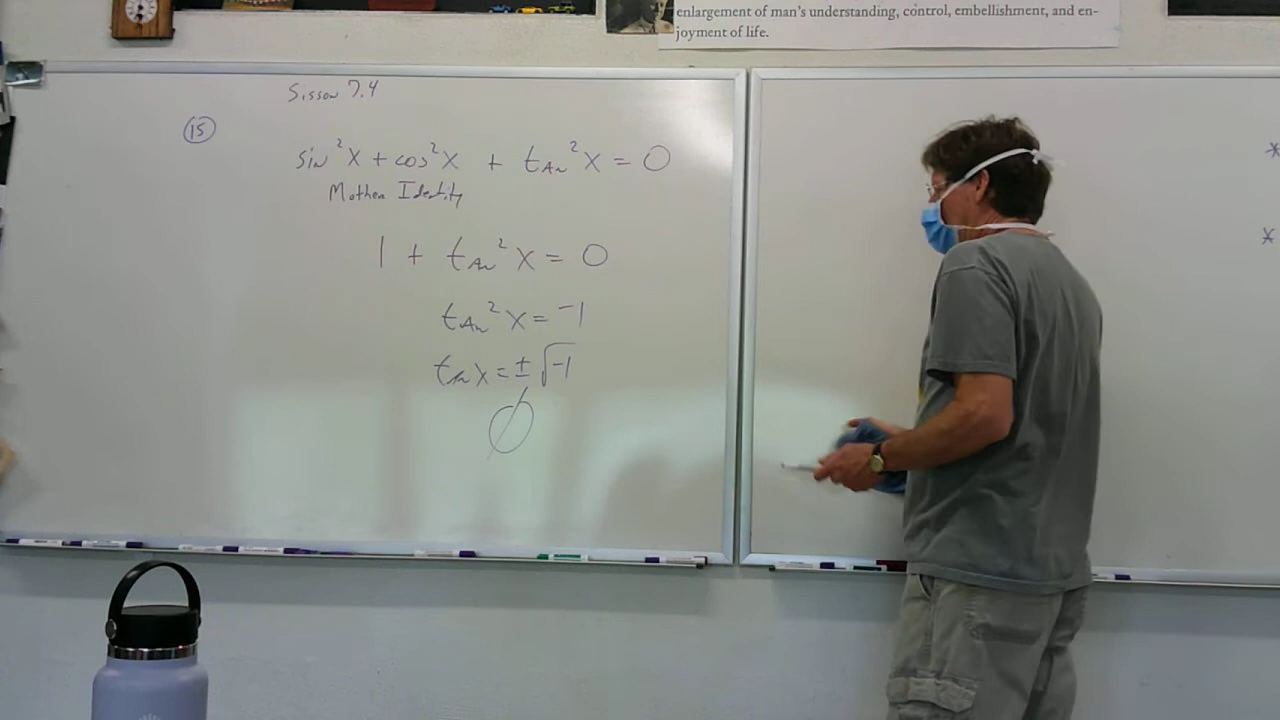 enlargement of man's understanding, control, embellishment, and en-
joyment of life.
Sisson 7.4
15
sin²x + cos²x + tan²x = 0
Mother Identity
1 + tan²x = 0
tan²x = -1
tan x = ± √-1
∅
*
*